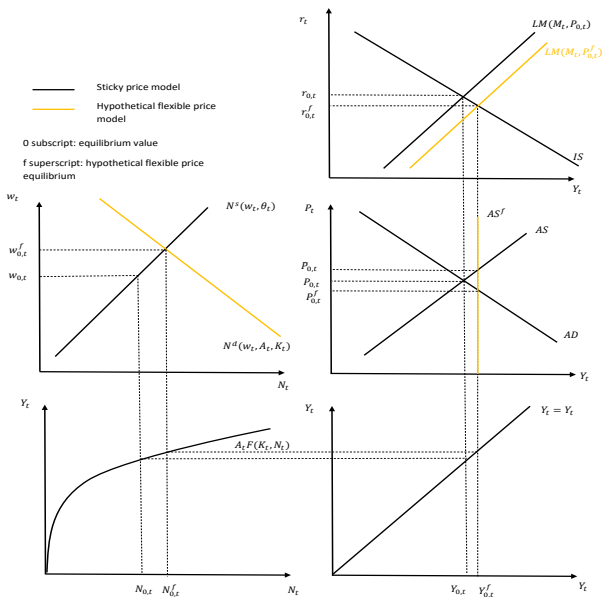 r_t
LM(M_t, P_{0,t})
LM(M_t, P^f_{0,t})
r_{0,t}
r^f_{0,t}
IS
Y_t
Sticky price model
Hypothetical flexible price
model
0 subscript: equilibrium value
f superscript: hypothetical flexible price
equilibrium
w_t
N^s(w_t, θ_t)
w^f_{0,t}
w_{0,t}
N^d(w_t, A_t, K_t)
N_t
P_t
AS^f
AS
P_{0,t}
P_{0,t}
P^f_{0,t}
AD
Y_t
Y_t
A_tF(K_t, N_t)
N_{0,t}
N^f_{0,t}
N_t
Y_t
Y_t = Y_t
Y_{0,t}
Y^f_{0,t}
Y_t